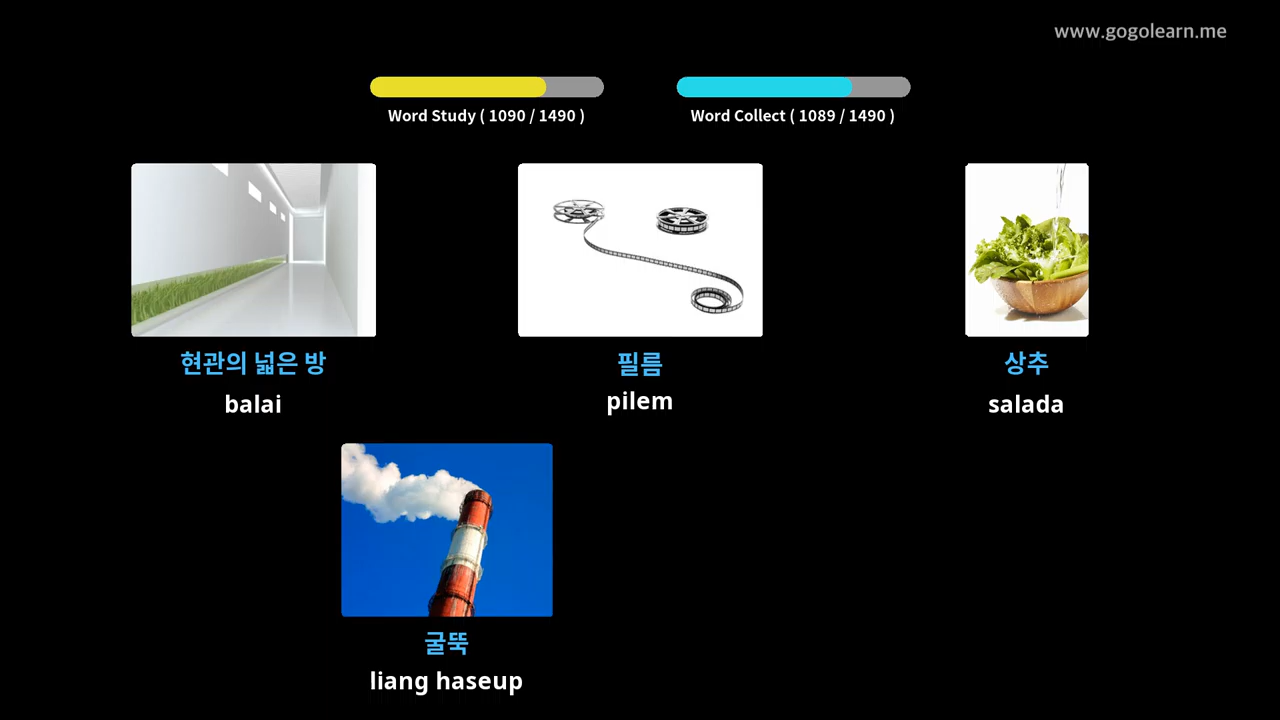 www.gogolearn.me
Word Study ( 1090 / 1490 )
Word Collect ( 1089 / 1490 )
현관의 넓은 방
balai
필름
pilem
상추
salada
굴뚝
liang haseup